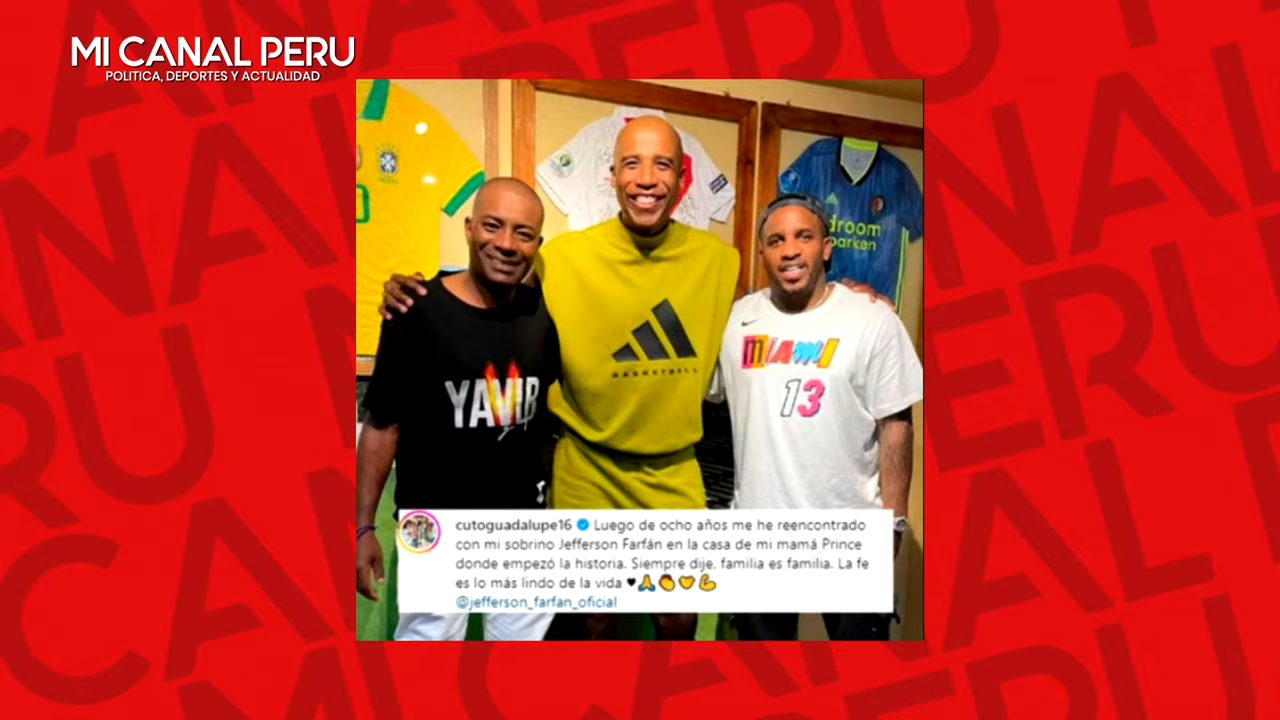 MI CANAL PERU
POLITICA, DEPORTES Y ACTUALIDAD
droom
parken
YAVIB
BASKETBALL
MIAMI
13
cutoguadalupe16 Luego de ocho años me he reencontrado
con mi sobrino Jefferson Farfán en la casa de mi mamá Prince
donde empezó la historia. Siempre dije, familia es familia. La fe
es lo más lindo de la vida ♥🙏👏🤝💪
@jefferson_farfan_oficial